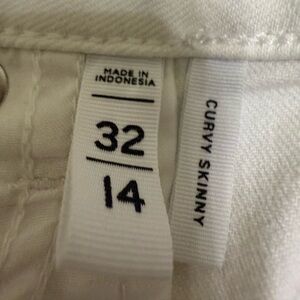 MADE IN
INDONESIA
32
14
CURVY SKINNY